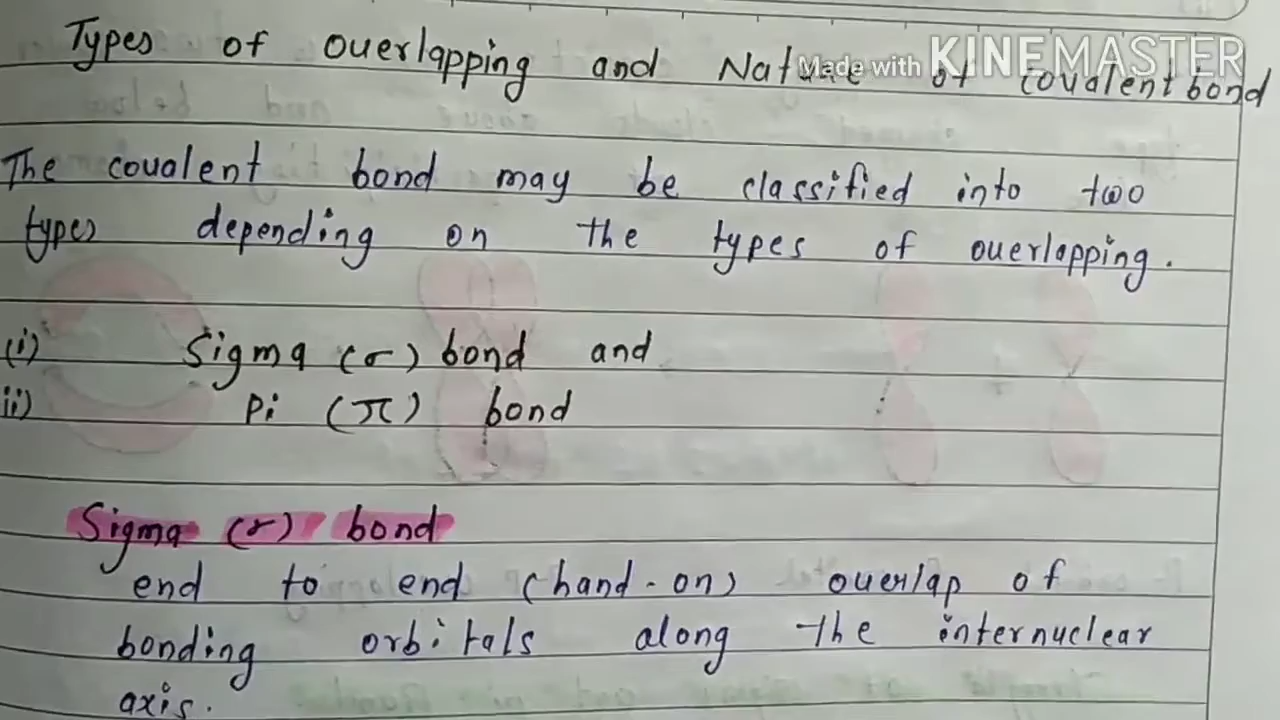 Types of overlapping and Nature of covalent bond
Made with KINEMASTER
The covalent bond may be classified into two
types depending on the types of overlapping.
(i) Sigma (σ) bond and
ii) Pi (π) bond
Sigma (σ) bond
end to end (hand-on) overlap of
bonding orbitals along the internuclear
axis.